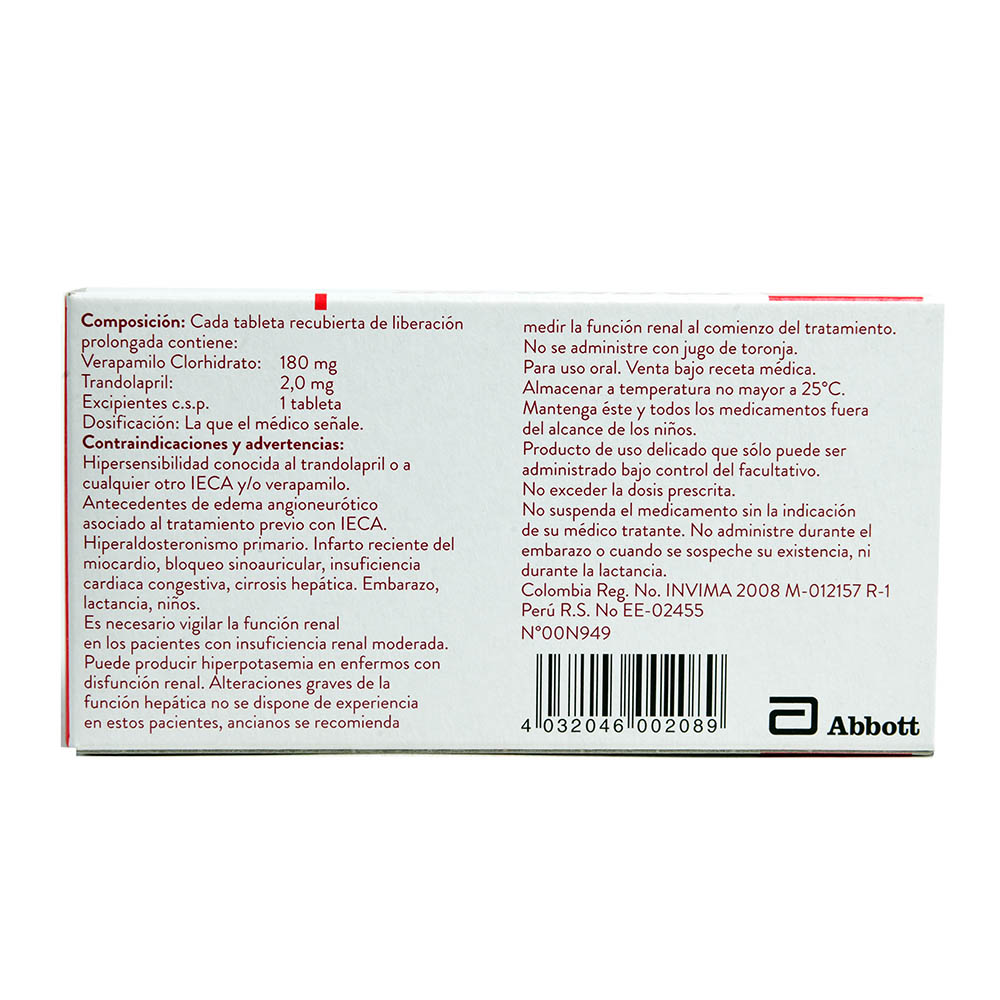 Composición: Cada tableta recubierta de liberación
prolongada contiene:
Verapamilo Clorhidrato: 180 mg
Trandolapril: 2,0 mg
Excipientes c.s.p. 1 tableta
Dosificación: La que el médico señale.
Contraindicaciones y advertencias:
Hipersensibilidad conocida al trandolapril o a
cualquier otro IECA y/o verapamilo.
Antecedentes de edema angioneurótico
asociado al tratamiento previo con IECA.
Hiperaldosteronismo primario. Infarto reciente del
miocardio, bloqueo sinoauricular, insuficiencia
cardiaca congestiva, cirrosis hepática. Embarazo,
lactancia, niños.
Es necesario vigilar la función renal
en los pacientes con insuficiencia renal moderada.
Puede producir hiperpotasemia en enfermos con
disfunción renal. Alteraciones graves de la
función hepática no se dispone de experiencia
en estos pacientes, ancianos se recomienda
medir la función renal al comienzo del tratamiento.
No se administre con jugo de toronja.
Para uso oral. Venta bajo receta médica.
Almacenar a temperatura no mayor a 25°C.
Mantenga éste y todos los medicamentos fuera
del alcance de los niños.
Producto de uso delicado que sólo puede ser
administrado bajo control del facultativo.
No exceder la dosis prescrita.
No suspenda el medicamento sin la indicación
de su médico tratante. No administre durante el
embarazo o cuando se sospeche su existencia, ni
durante la lactancia.
Colombia Reg. No. INVIMA 2008 M-012157 R-1
Perú R.S. No EE-02455
N°00N949
4 032046 002089
Abbott